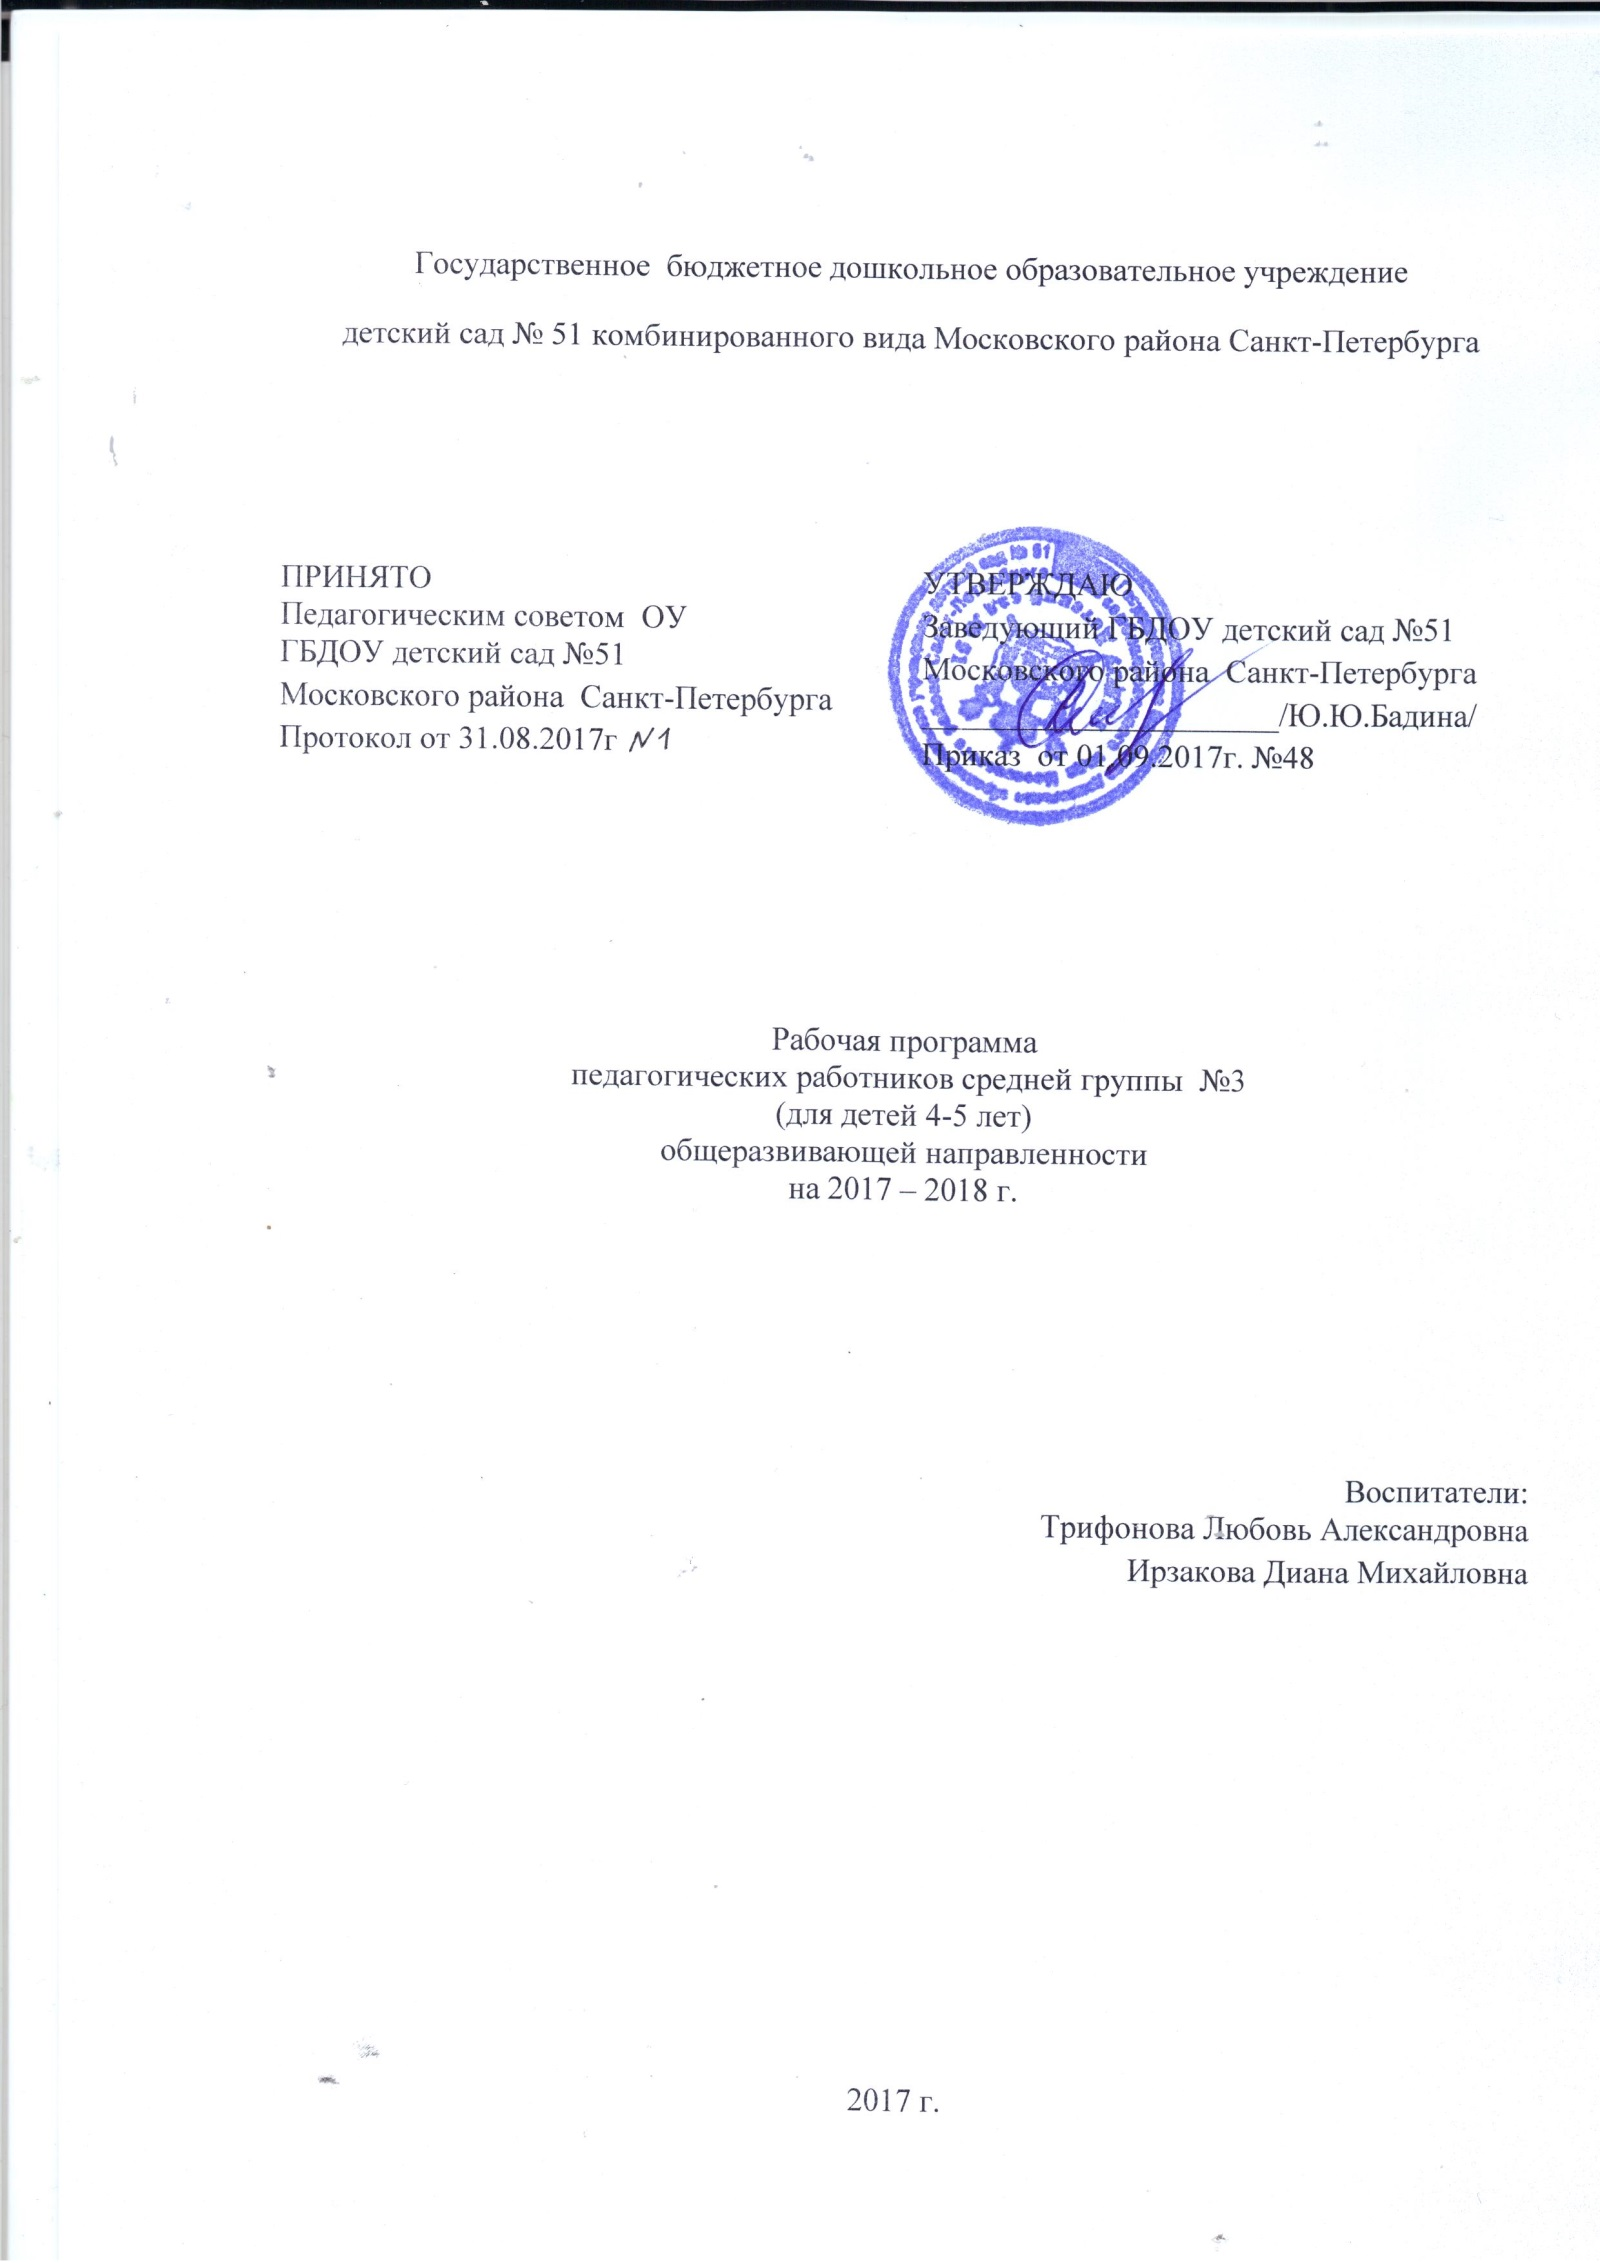 Государственное  бюджетное дошкольное образовательное учреждение
детский сад № 51 комбинированного вида Московского района Санкт-Петербурга
ПРИНЯТО
Педагогическим советом  ОУ
ГБДОУ детский сад №51
Московского района  Санкт-Петербурга
Протокол от 31.08.2017г N1
УТВЕРЖДАЮ
Заведующий ГБДОУ детский сад №51
Московского района  Санкт-Петербурга
/Ю.Ю.Бадина/
Приказ  от 01.09.2017г. №48
Рабочая программа
педагогических работников средней группы  №3
(для детей 4-5 лет)
общеразвивающей направленности
на 2017 – 2018 г.
Воспитатели:
Трифонова Любовь Александровна
Ирзакова Диана Михайловна
2017 г.